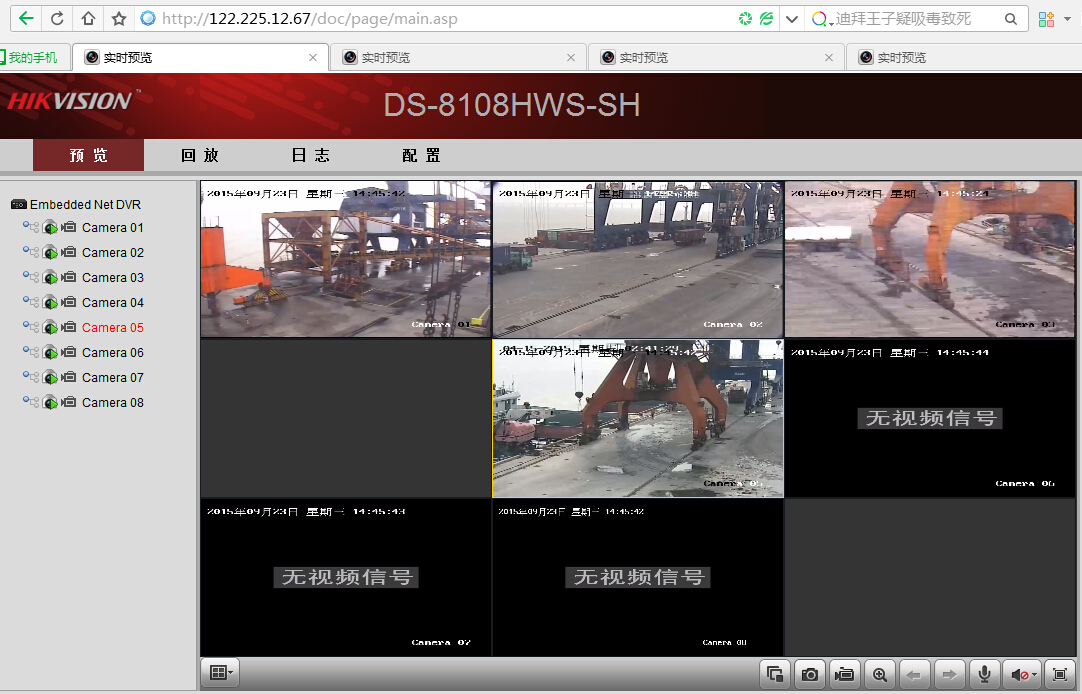 http://122.225.12.67/doc/page/main.asp
迪拜王子疑吸毒致死
我的手机
实时预览
实时预览
实时预览
实时预览
HIKVISION
DS-8108HWS-SH
预 览
回 放
日 志
配 置
Embedded Net DVR
Camera 01
Camera 02
Camera 03
Camera 04
Camera 05
Camera 06
Camera 07
Camera 08
2015年09月23日 星期一 14:45:42
Camera 01
2015年09月23日 星期一
Camera 02
2015年09月23日 星期一 14:45:24
Camera 03
04-15-2015 星期 02:41:29
2015年09月23日 星期一 14:45:42
Camera 05
2015年09月23日 星期一 14:45:44
无视频信号
Camera 06
2015年09月23日 星期一 14:45:43
无视频信号
Camera 07
2015年09月23日 星期一 14:45:42
无视频信号
Camera 08